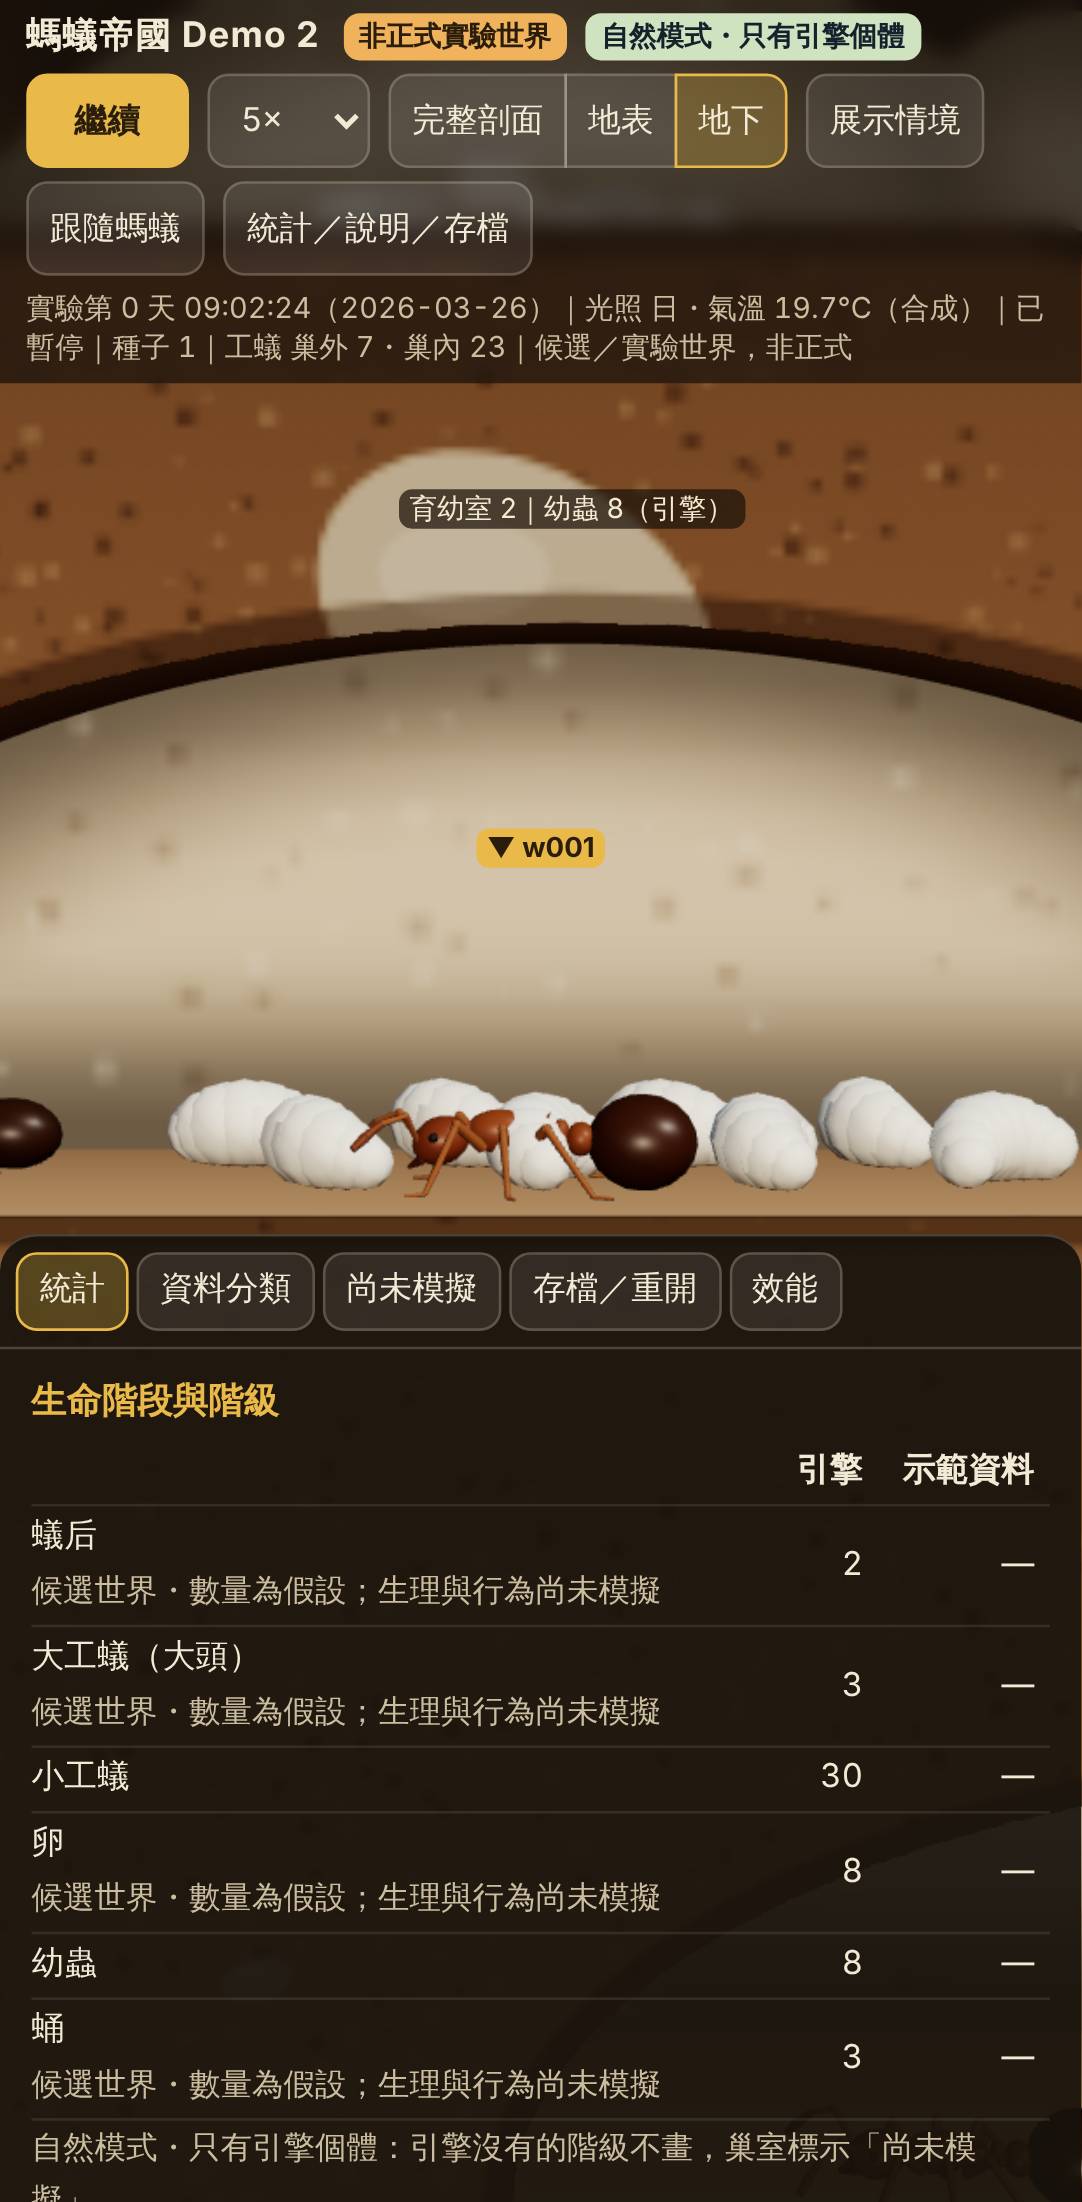 螞蟻帝國 Demo 2 非正式實驗世界 自然模式・只有引擎個體
繼續 5× 完整剖面 地表 地下 展示情境
跟隨螞蟻 統計／說明／存檔
實驗第 0 天 09:02:24（2026-03-26）｜光照 日・氣溫 19.7°C（合成）｜已
暫停｜種子 1｜工蟻 巢外 7・巢內 23｜候選／實驗世界，非正式
育幼室 2｜幼蟲 8（引擎）
▼ w001
統計 資料分類 尚未模擬 存檔／重開 效能
生命階段與階級
引擎 示範資料
蟻后
候選世界・數量為假設；生理與行為尚未模擬
2 —
大工蟻（大頭）
候選世界・數量為假設；生理與行為尚未模擬
3 —
小工蟻 30 —
卵
候選世界・數量為假設；生理與行為尚未模擬
8 —
幼蟲 8 —
蛹
候選世界・數量為假設；生理與行為尚未模擬
3 —
自然模式・只有引擎個體：引擎沒有的階級不畫，巢室標示「尚未模
擬」